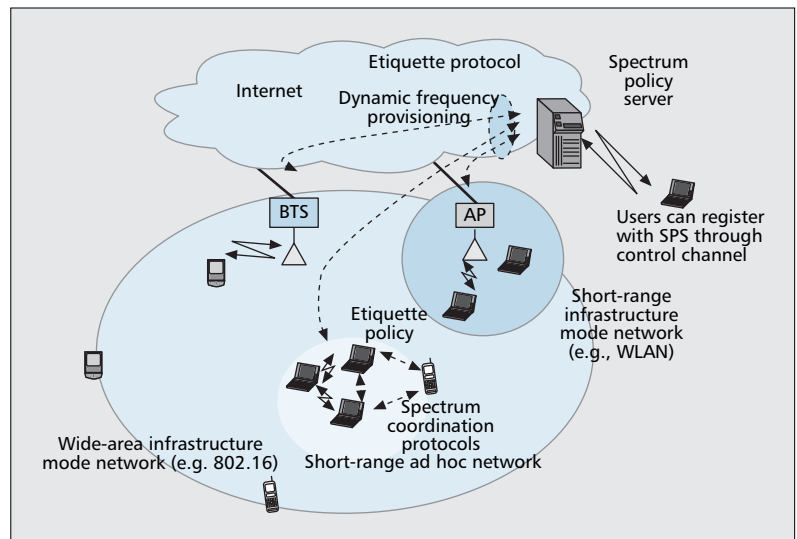 Etiquette protocol
Internet
Dynamic frequency
provisioning
Spectrum
policy
server
BTS
AP
Users can register
with SPS through
control channel
Short-range
infrastructure
mode network
(e.g., WLAN)
Etiquette
policy
Spectrum
coordination
protocols
Short-range ad hoc network
Wide-area infrastructure
mode network (e.g. 802.16)